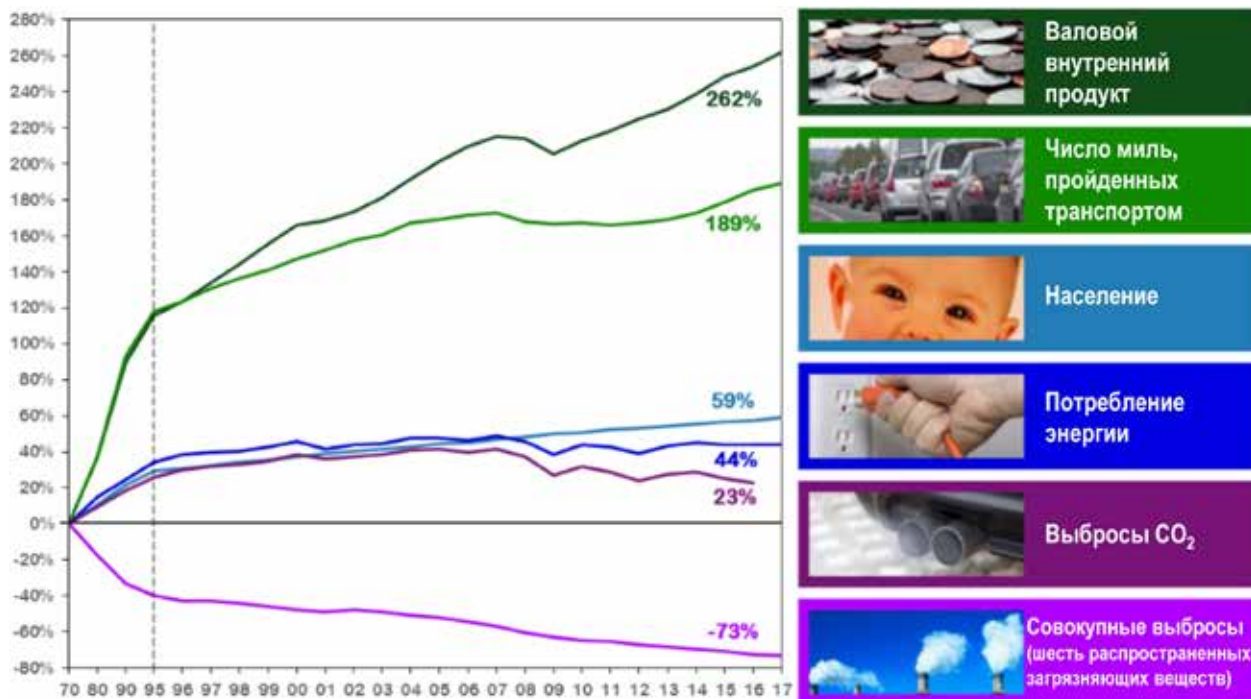 280%
260%
240%
220%
200%
180%
160%
140%
120%
100%
80%
60%
40%
20%
0%
-20%
-40%
-60%
-80%
70 80 90 95 96 97 98 99 00 01 02 03 04 05 06 07 08 09 10 11 12 13 14 15 16 17
262%
189%
59%
44%
23%
-73%
Валовой
внутренний
продукт
Число миль,
пройденных
транспортом
Население
Потребление
энергии
Выбросы CO₂
Совокупные выбросы
(шесть распространенных
загрязняющих веществ)